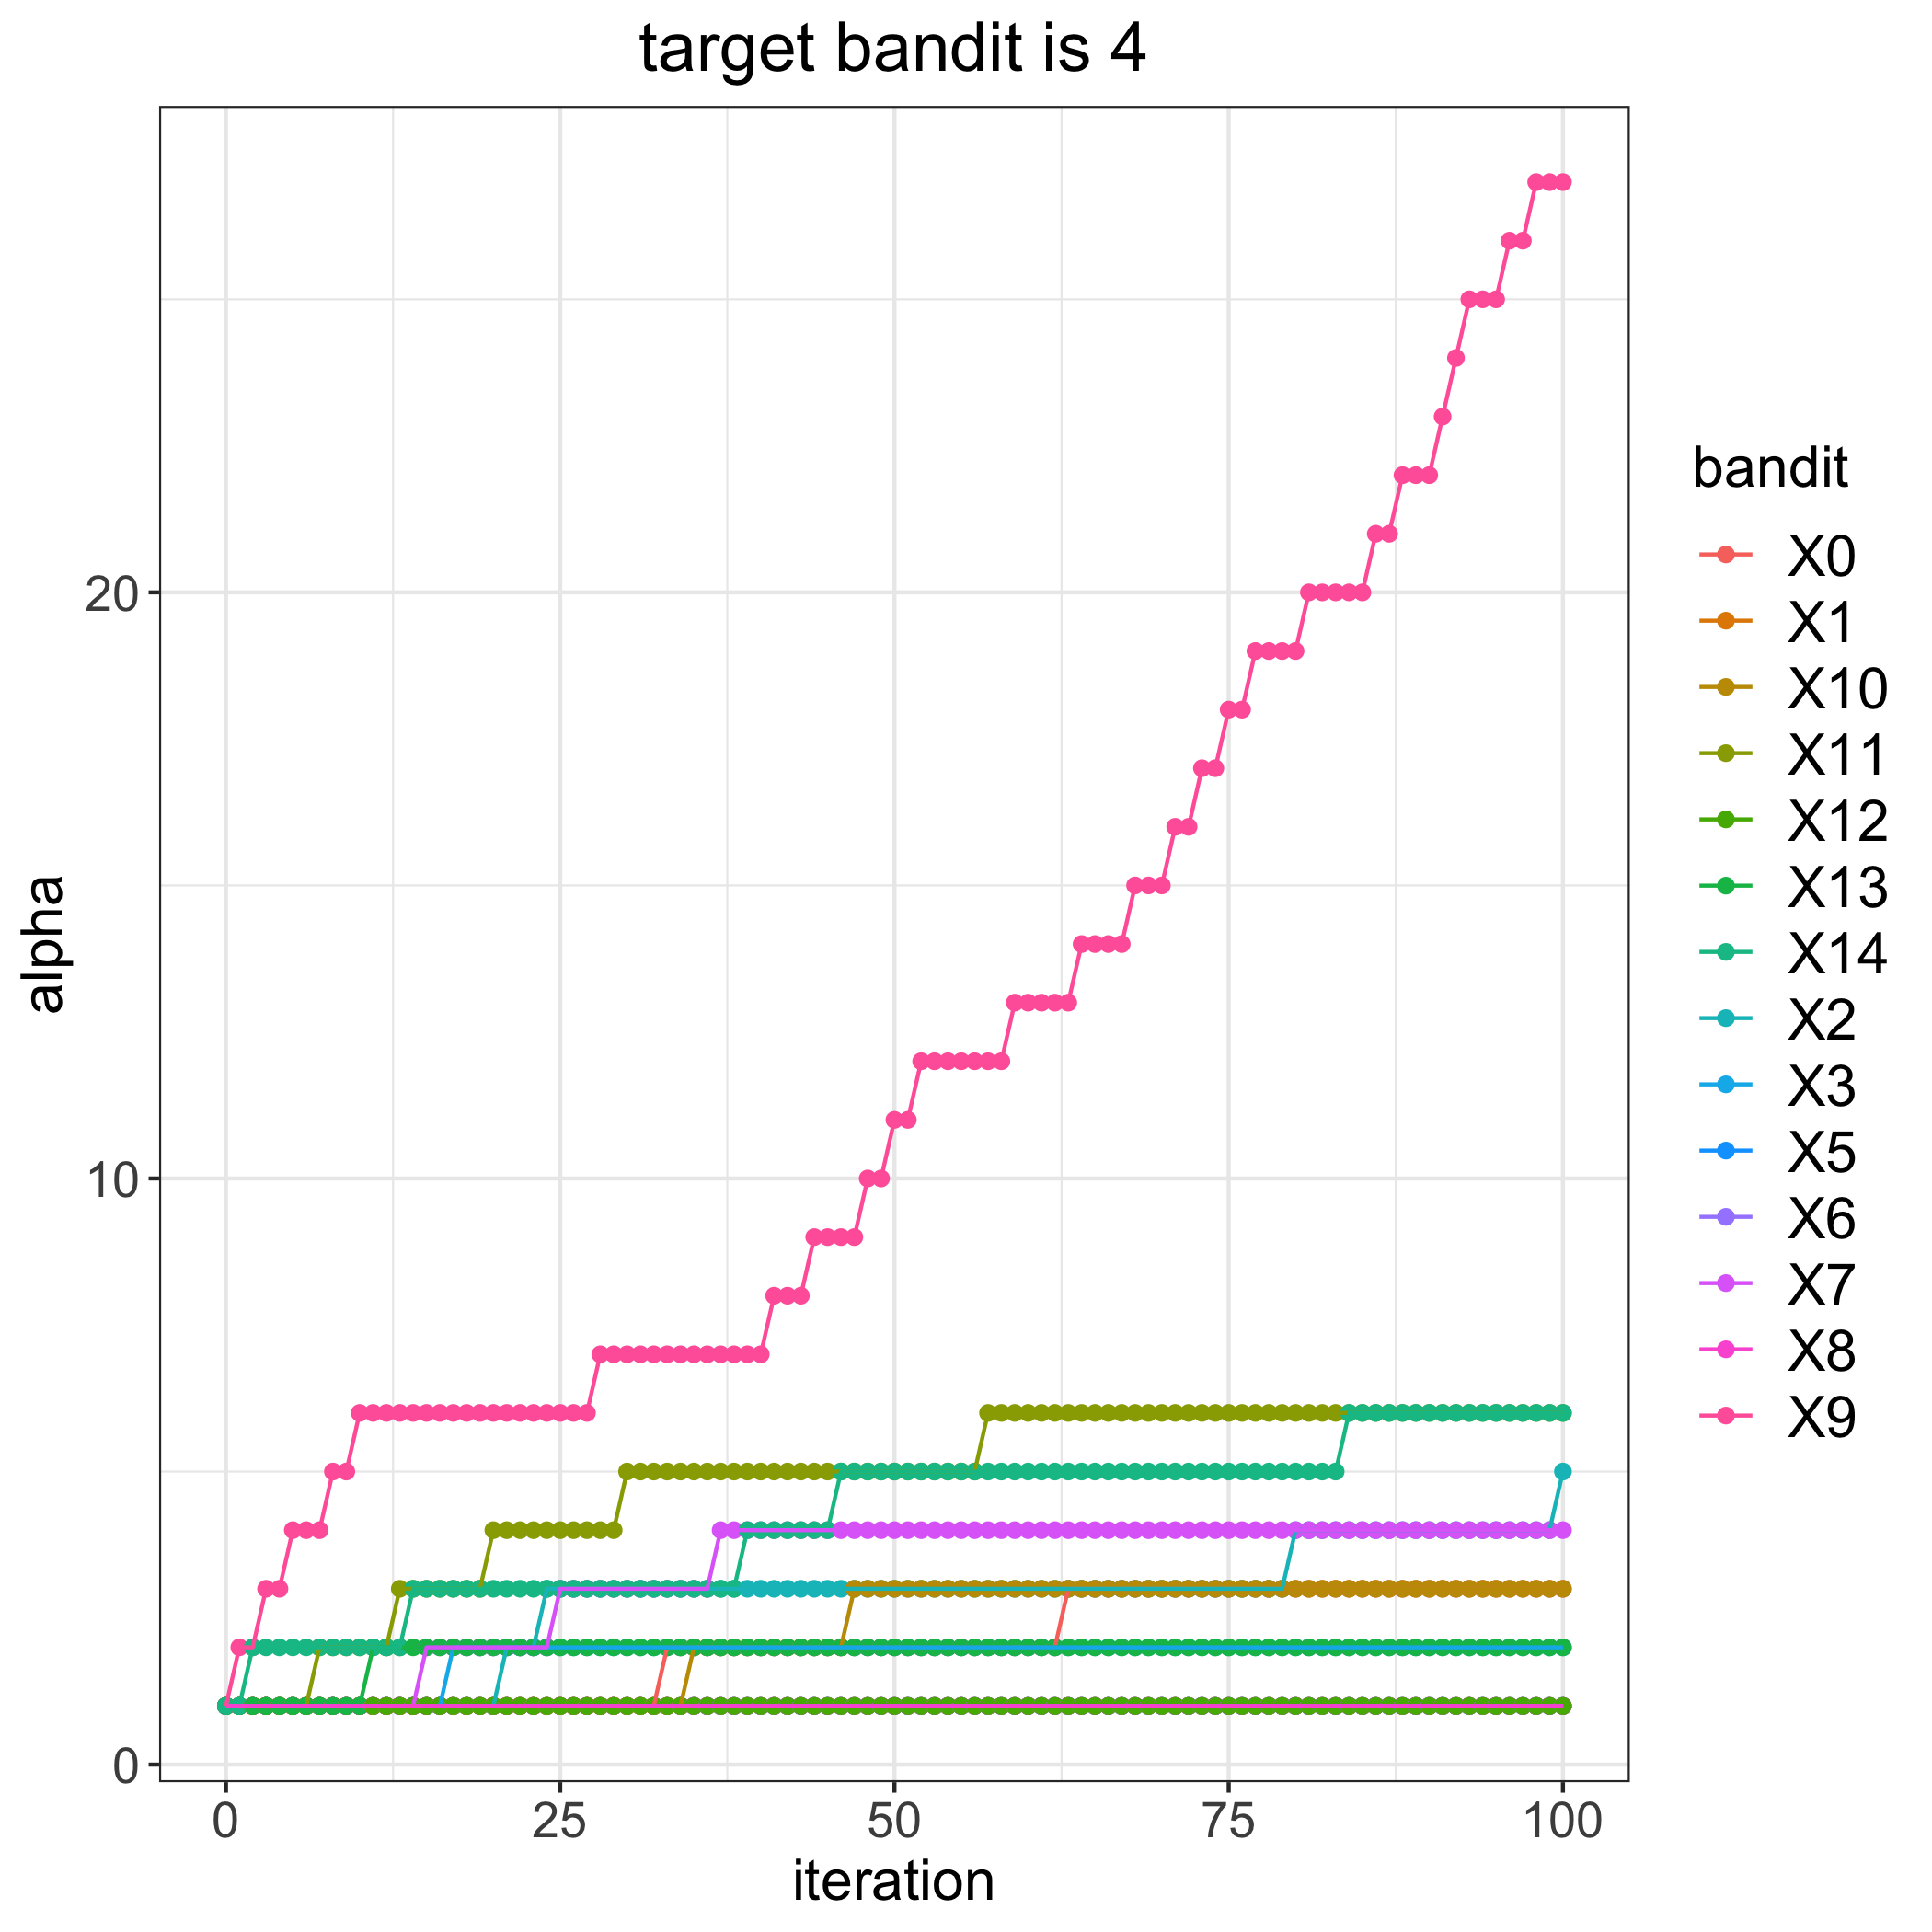 target bandit is 4
alpha
20
10
0
0 25 50 75 100
iteration
bandit
X0
X1
X10
X11
X12
X13
X14
X2
X3
X5
X6
X7
X8
X9